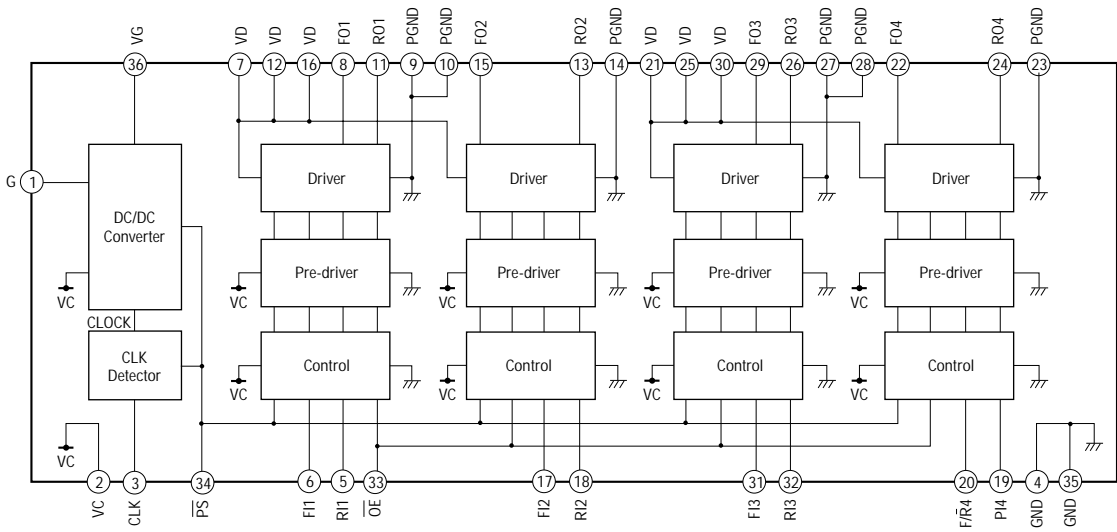 VG VD VD VD FO1 RO1 PGND PGND FO2 RO2 PGND VD VD VD FO3 RO3 PGND PGND FO4 RO4 PGND
36 7 12 16 8 11 9 10 15 13 14 21 25 30 29 26 27 28 22 24 23
G 1
DC/DC
Converter
Driver Driver Driver Driver
Pre-driver Pre-driver Pre-driver Pre-driver
VC VC VC VC VC
CLOCK
CLK
Detector
Control Control Control Control
VC VC VC VC
VC
2 3 34 6 5 33 17 18 31 32 20 19 4 35
VC CLK P̅S̅ FI1 RI1 O̅E̅ FI2 RI2 FI3 RI3 F/R̅4 PI4 GND GND